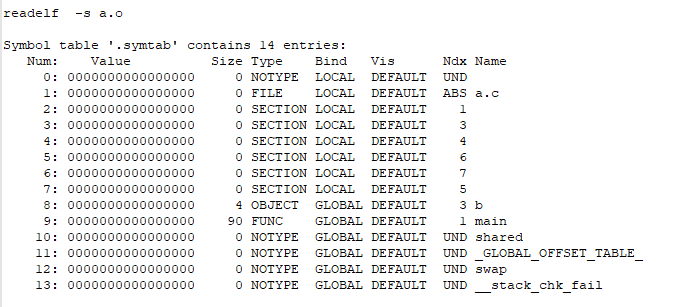 readelf  -s a.o
Symbol table '.symtab' contains 14 entries:
   Num:    Value          Size Type    Bind   Vis      Ndx Name
     0: 0000000000000000     0 NOTYPE  LOCAL  DEFAULT  UND
     1: 0000000000000000     0 FILE    LOCAL  DEFAULT  ABS a.c
     2: 0000000000000000     0 SECTION LOCAL  DEFAULT    1
     3: 0000000000000000     0 SECTION LOCAL  DEFAULT    3
     4: 0000000000000000     0 SECTION LOCAL  DEFAULT    4
     5: 0000000000000000     0 SECTION LOCAL  DEFAULT    6
     6: 0000000000000000     0 SECTION LOCAL  DEFAULT    7
     7: 0000000000000000     0 SECTION LOCAL  DEFAULT    5
     8: 0000000000000000     4 OBJECT  GLOBAL DEFAULT    3 b
     9: 0000000000000000    90 FUNC    GLOBAL DEFAULT    1 main
    10: 0000000000000000     0 NOTYPE  GLOBAL DEFAULT  UND shared
    11: 0000000000000000     0 NOTYPE  GLOBAL DEFAULT  UND _GLOBAL_OFFSET_TABLE_
    12: 0000000000000000     0 NOTYPE  GLOBAL DEFAULT  UND swap
    13: 0000000000000000     0 NOTYPE  GLOBAL DEFAULT  UND __stack_chk_fail